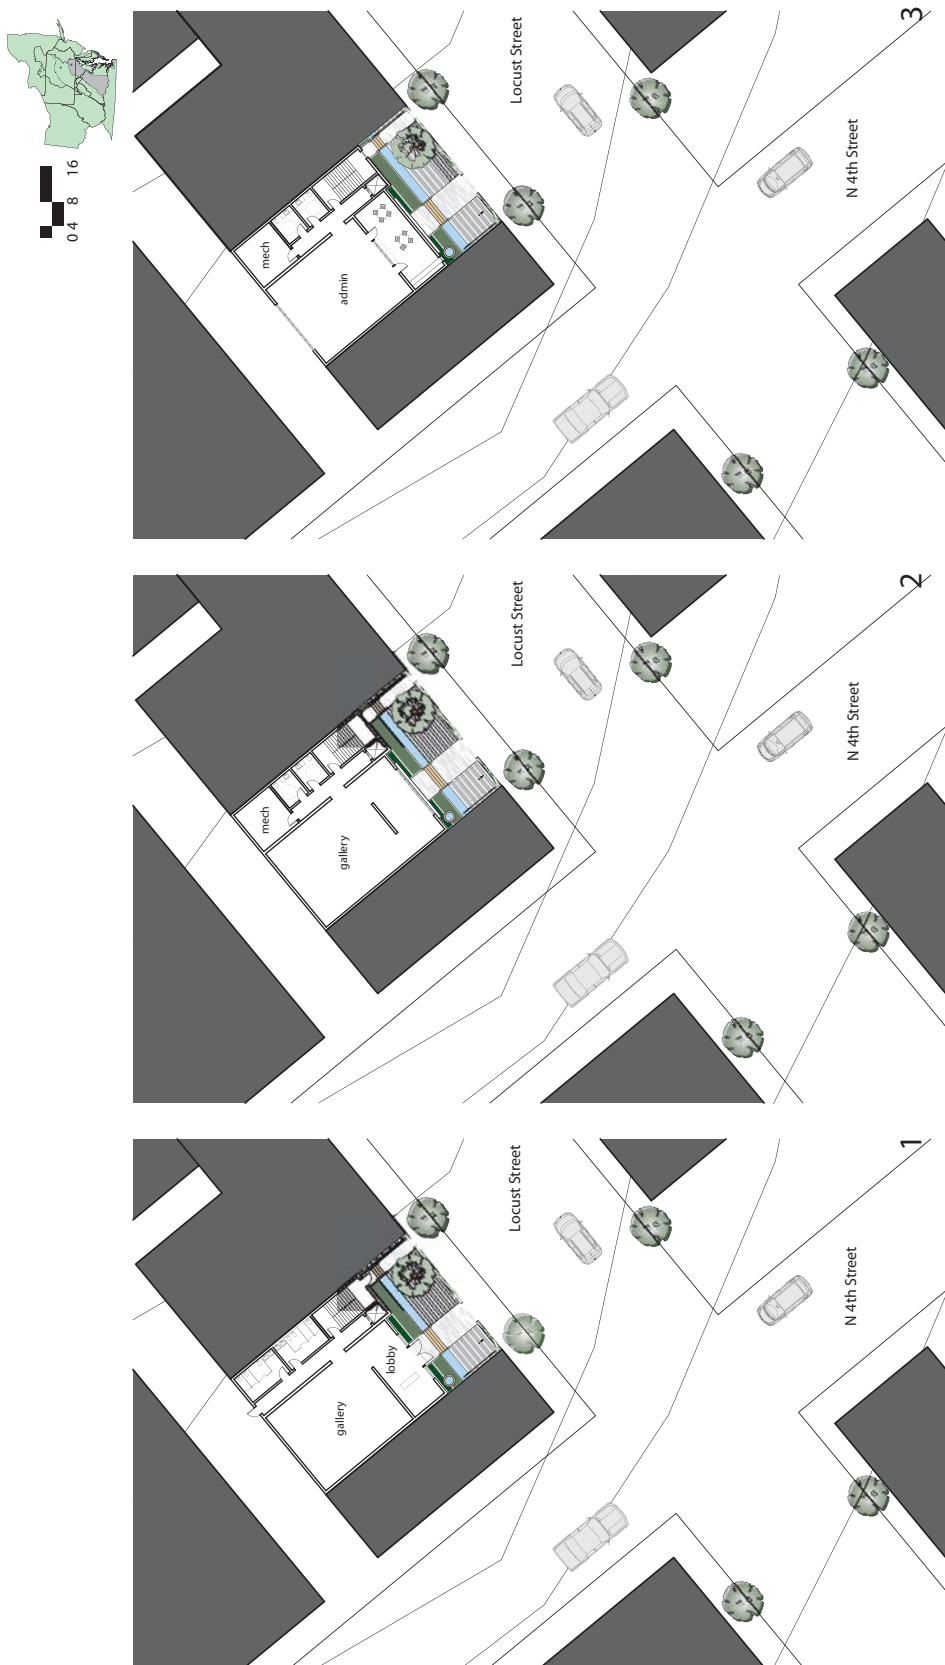 0 4 8 16
gallery
lobby
Locust Street
N 4th Street
1
mech
gallery
Locust Street
N 4th Street
2
mech
admin
Locust Street
N 4th Street
3